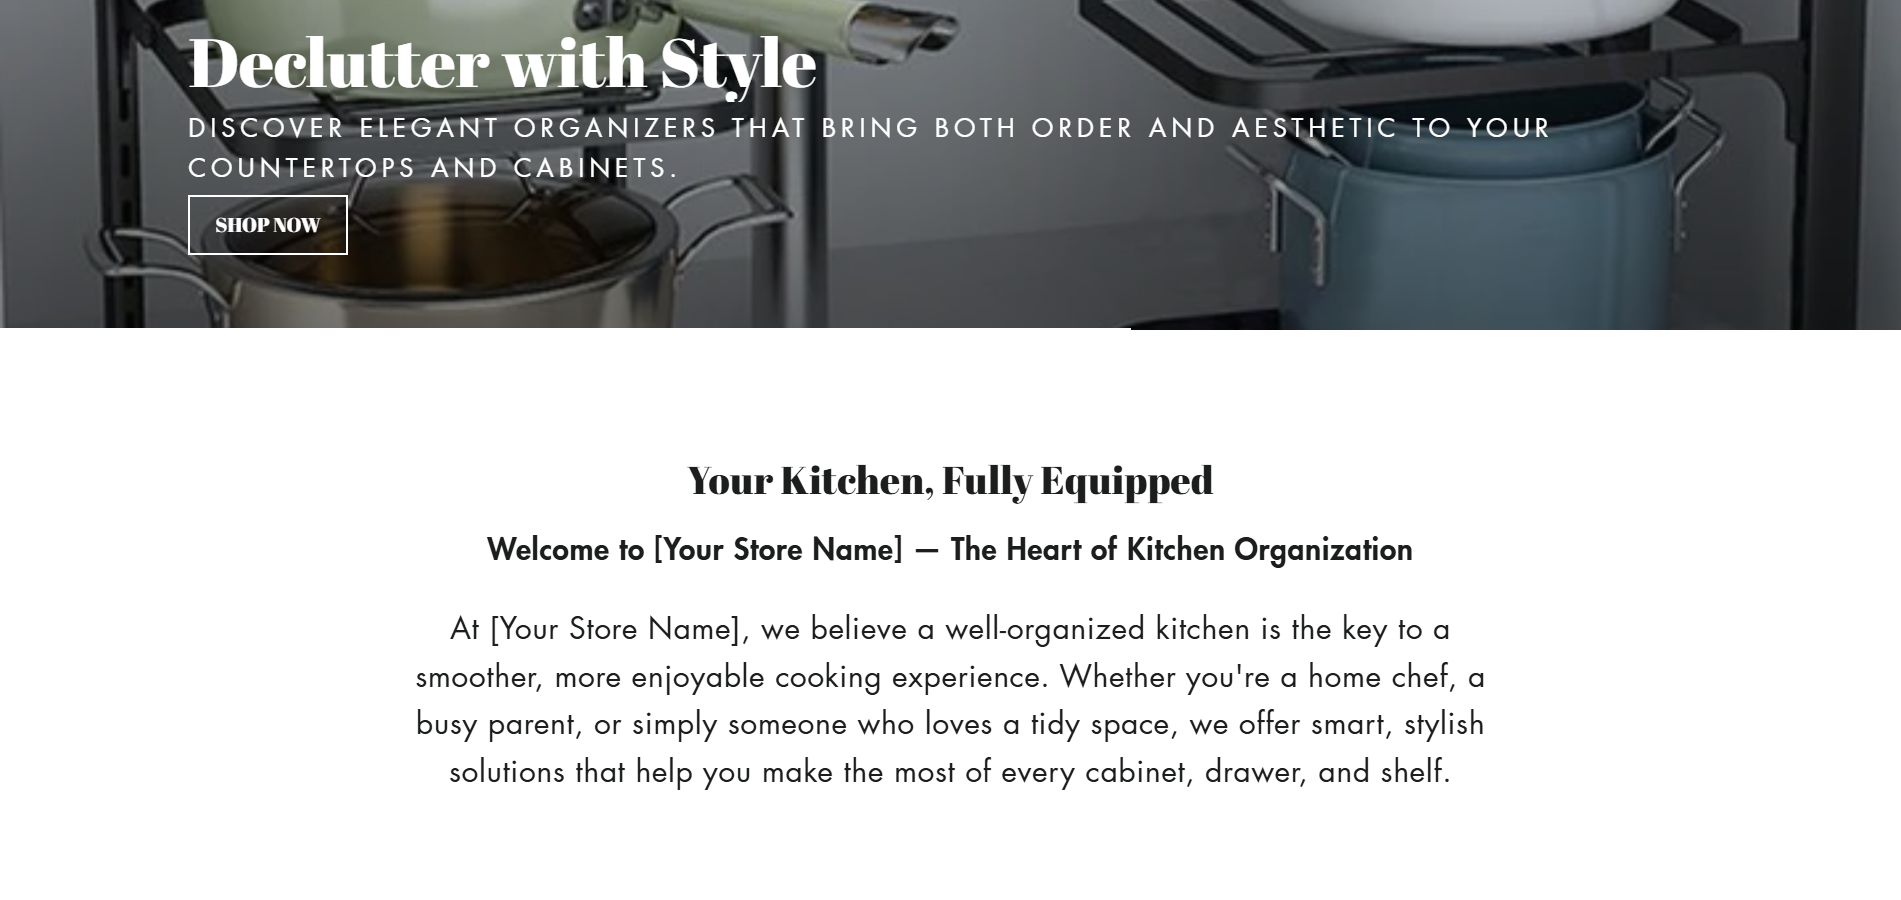 Declutter with Style
DISCOVER ELEGANT ORGANIZERS THAT BRING BOTH ORDER AND AESTHETIC TO YOUR
COUNTERTOPS AND CABINETS.
SHOP NOW
Your Kitchen, Fully Equipped
Welcome to [Your Store Name] — The Heart of Kitchen Organization
At [Your Store Name], we believe a well-organized kitchen is the key to a
smoother, more enjoyable cooking experience. Whether you're a home chef, a
busy parent, or simply someone who loves a tidy space, we offer smart, stylish
solutions that help you make the most of every cabinet, drawer, and shelf.